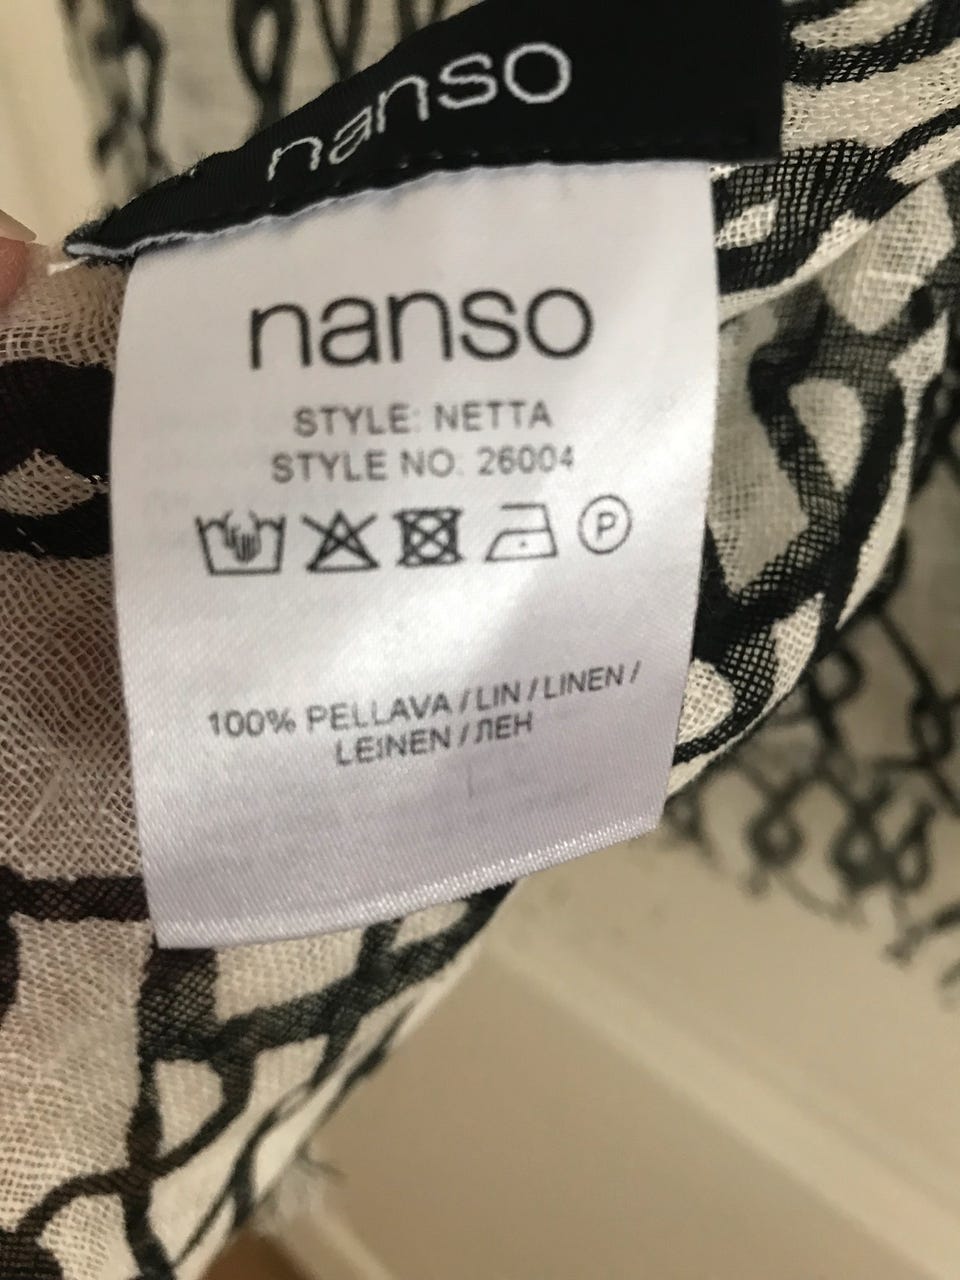 nanso
nanso
STYLE: NETTA
STYLE NO: 26004
P
100% PELLAVA / LIN / LINEN /
LEINEN / ЛЕН